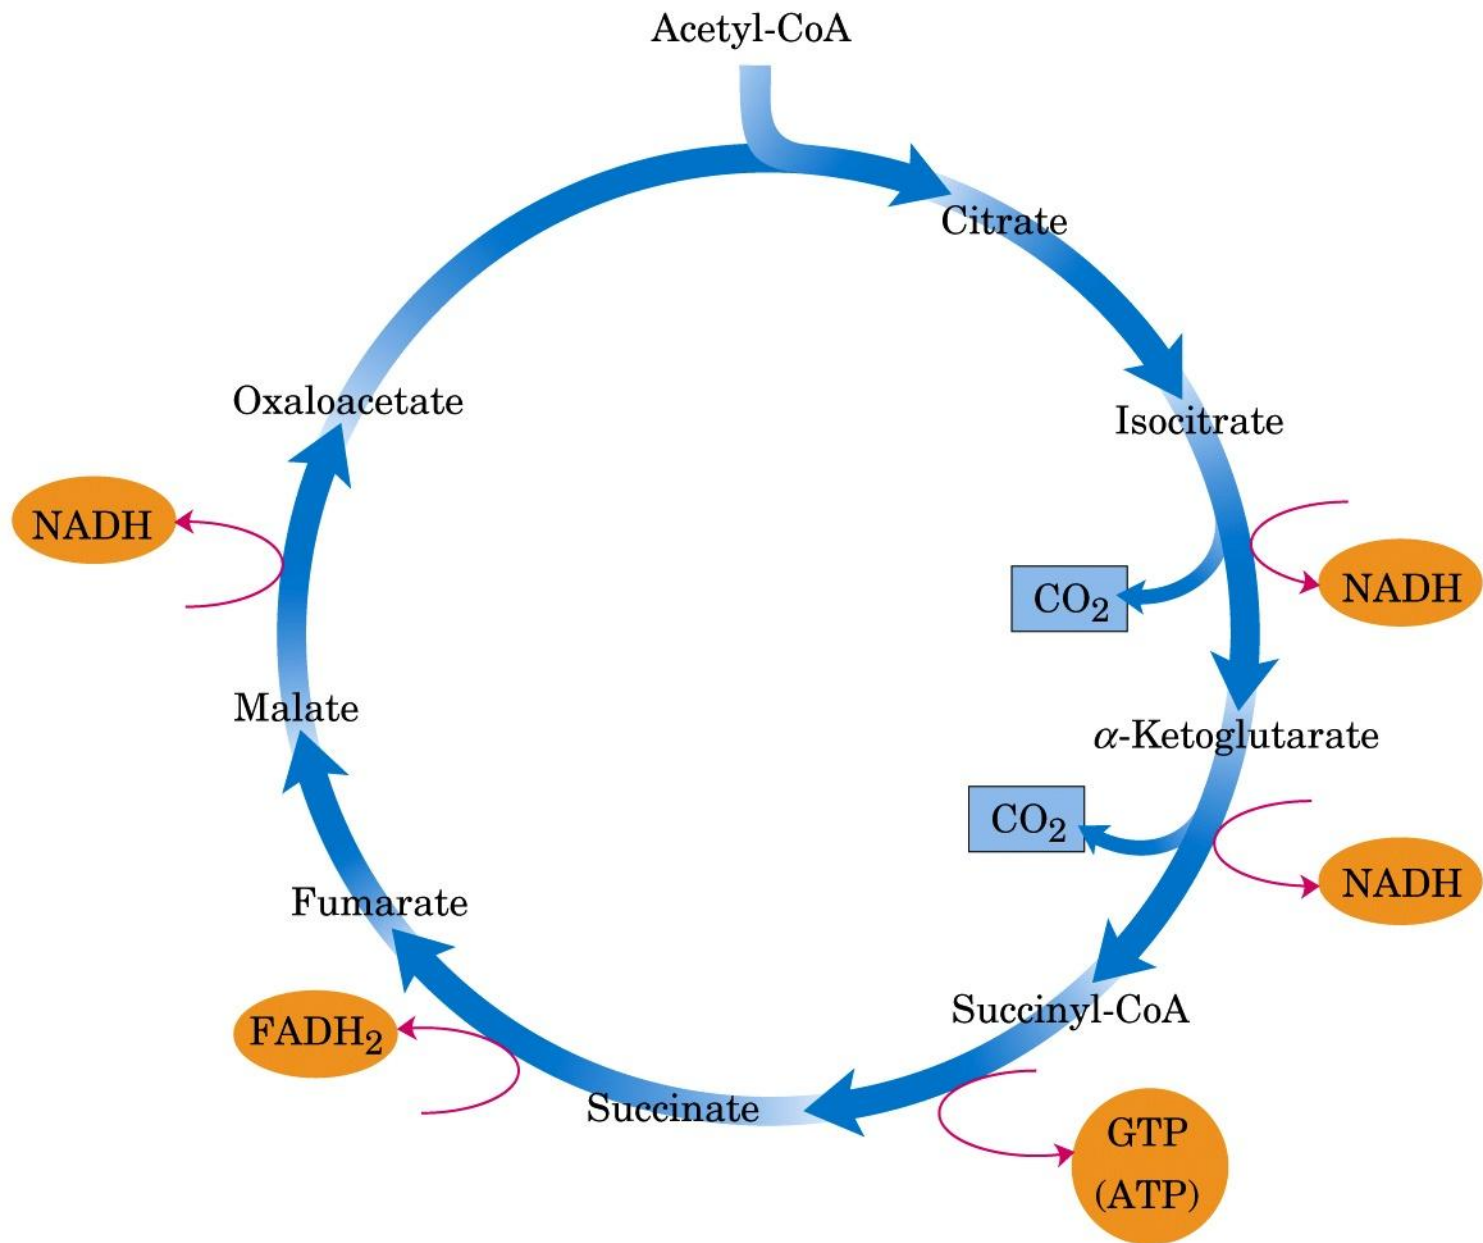 Acetyl-CoA
Citrate
Isocitrate
NADH
CO₂
α-Ketoglutarate
CO₂
NADH
Succinyl-CoA
GTP
(ATP)
Succinate
FADH₂
Fumarate
Malate
NADH
Oxaloacetate